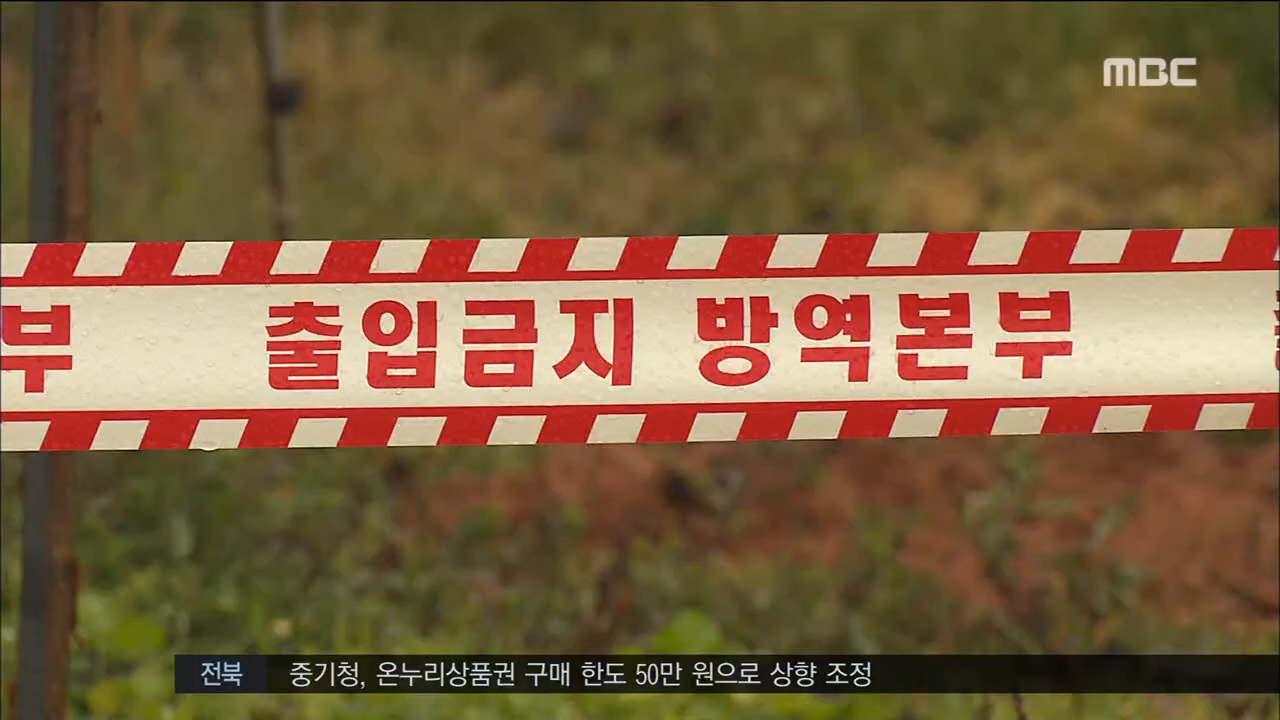 MBC
부 출입금지 방역본부
전북 중기청, 온누리상품권 구매 한도 50만 원으로 상향 조정